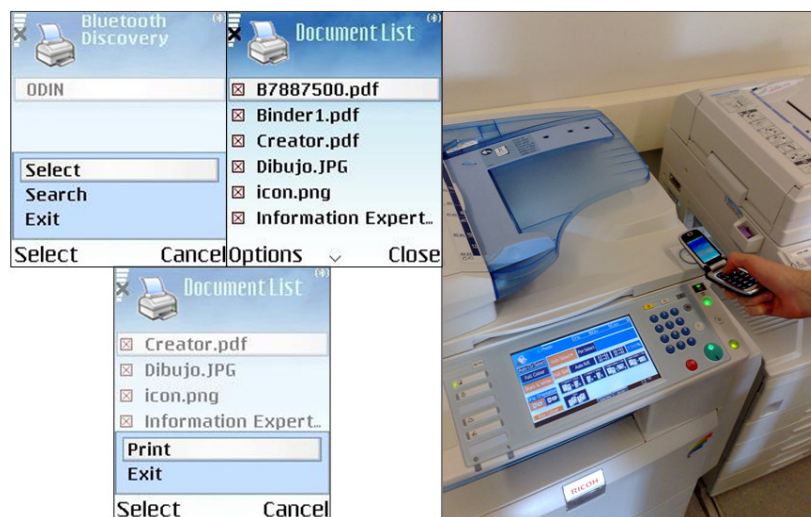 Bluetooth
Discovery
ODIN
Select
Search
Exit
Select Cancel
Document List
B7887500.pdf
Binder1.pdf
Creator.pdf
Dibujo.JPG
icon.png
Information Expert...
Options Close
Document List
Creator.pdf
Dibujo.JPG
icon.png
Information Expert...
Print
Exit
Select Cancel
RICOH